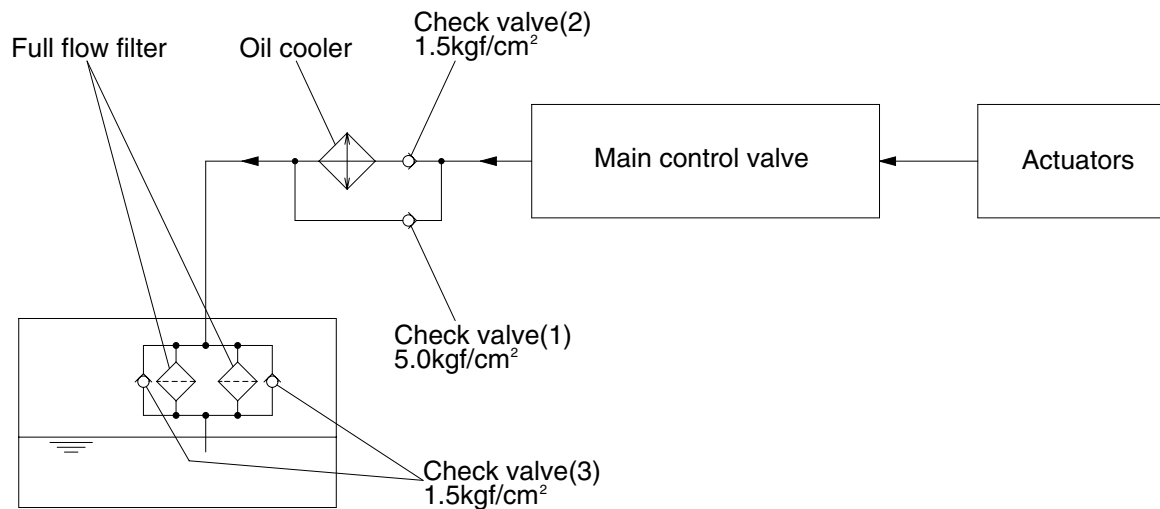 Check valve(2)
1.5kgf/cm²
Full flow filter
Oil cooler
Main control valve
Actuators
Check valve(1)
5.0kgf/cm²
Check valve(3)
1.5kgf/cm²